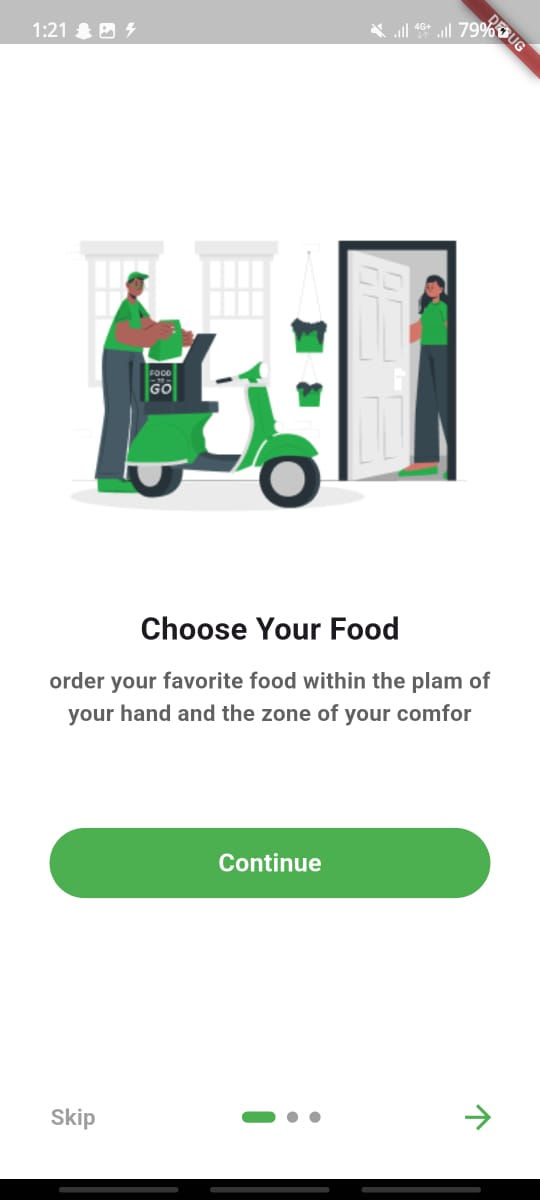 1:21
4G+
79%
DEBUG
FOOD
TO
GO
Choose Your Food
order your favorite food within the plam of
your hand and the zone of your comfor
Continue
Skip